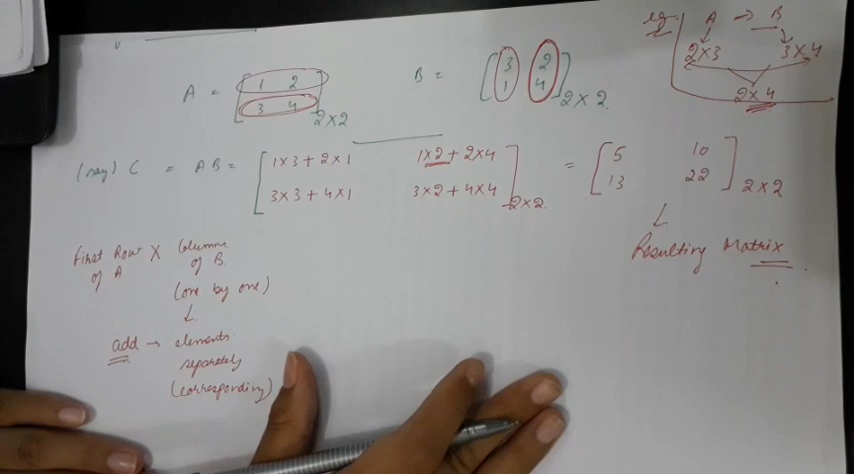 eg. A → B
2×3 3×4
2×4
A = [ 1 2
3 4 ] 2×2
B = [ 3 2
1 4 ] 2×2
(say) C = AB = [ 1×3 + 2×1 1×2 + 2×4
3×3 + 4×1 3×2 + 4×4 ] 2×2
= [ 5 10
13 22 ] 2×2
↓
Resulting Matrix
First Row × Columns
of A of B
(one by one)
↓
add → elements
separately
(corresponding)